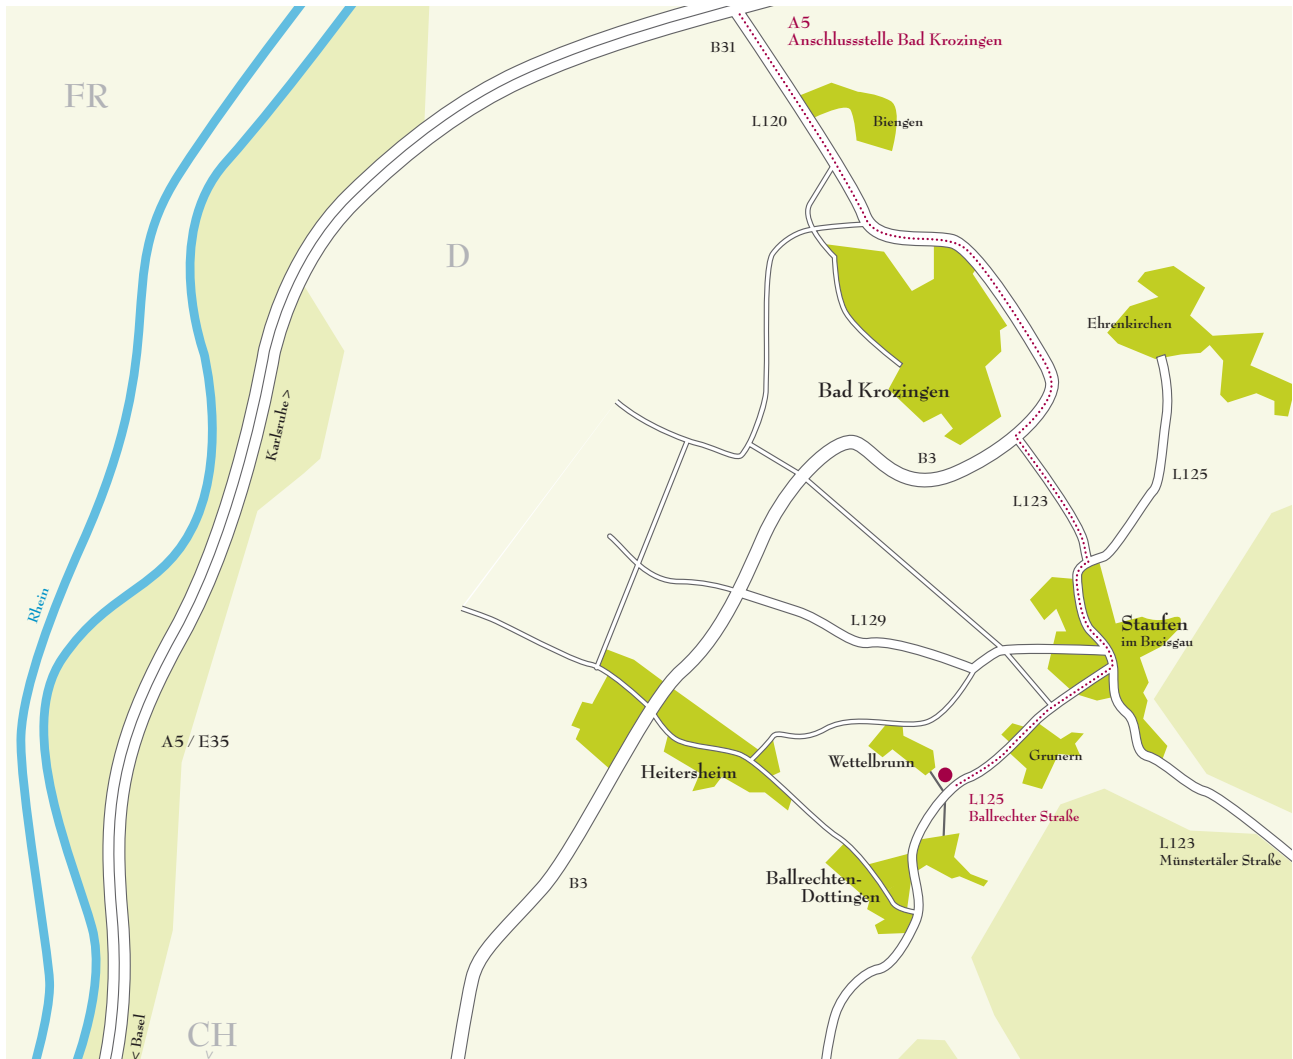 A5
Anschlussstelle Bad Krozingen
B31
FR
L120
Biengen
D
Ehrenkirchen
Karlsruhe >
Bad Krozingen
B3
L125
L123
Rhein
L129
Staufen
im Breisgau
A5 / E35
Wettelbrunn
Grunern
Heitersheim
L125
Ballrechter Straße
L123
Münstertäler Straße
B3
Ballrechten-
Dottingen
< Basel
CH
<